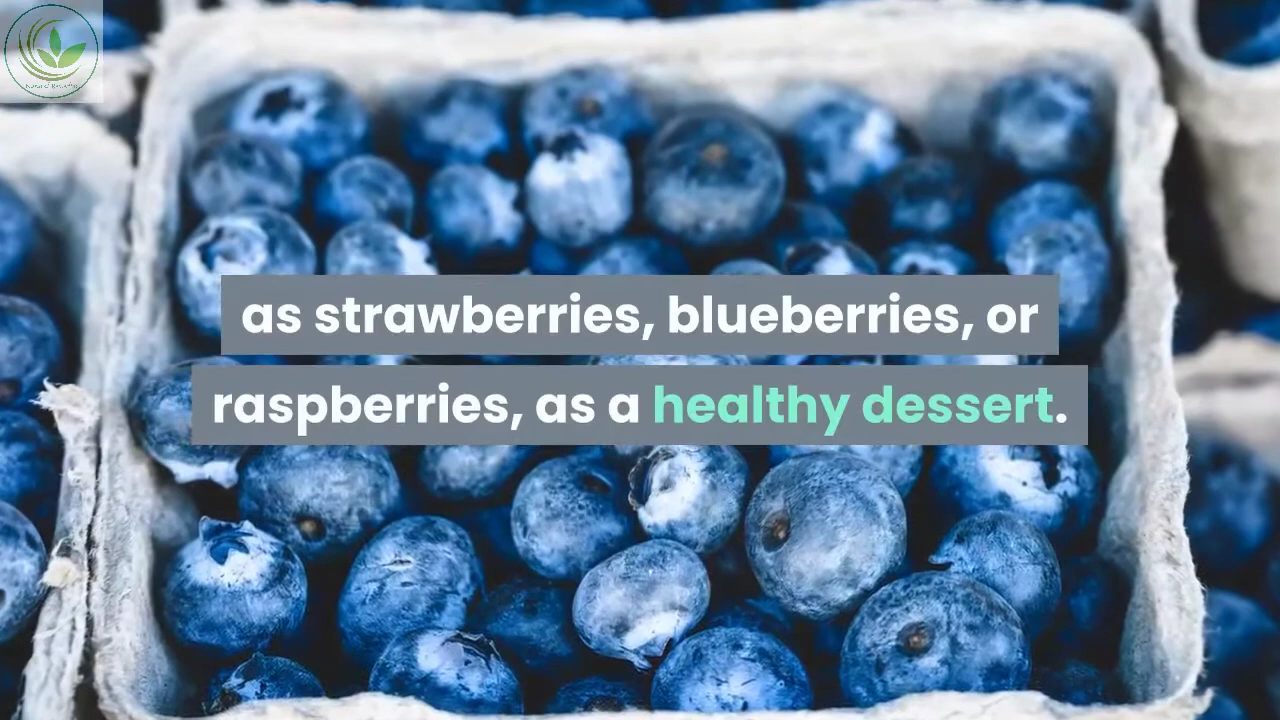 as strawberries, blueberries, or
raspberries, as a healthy dessert.